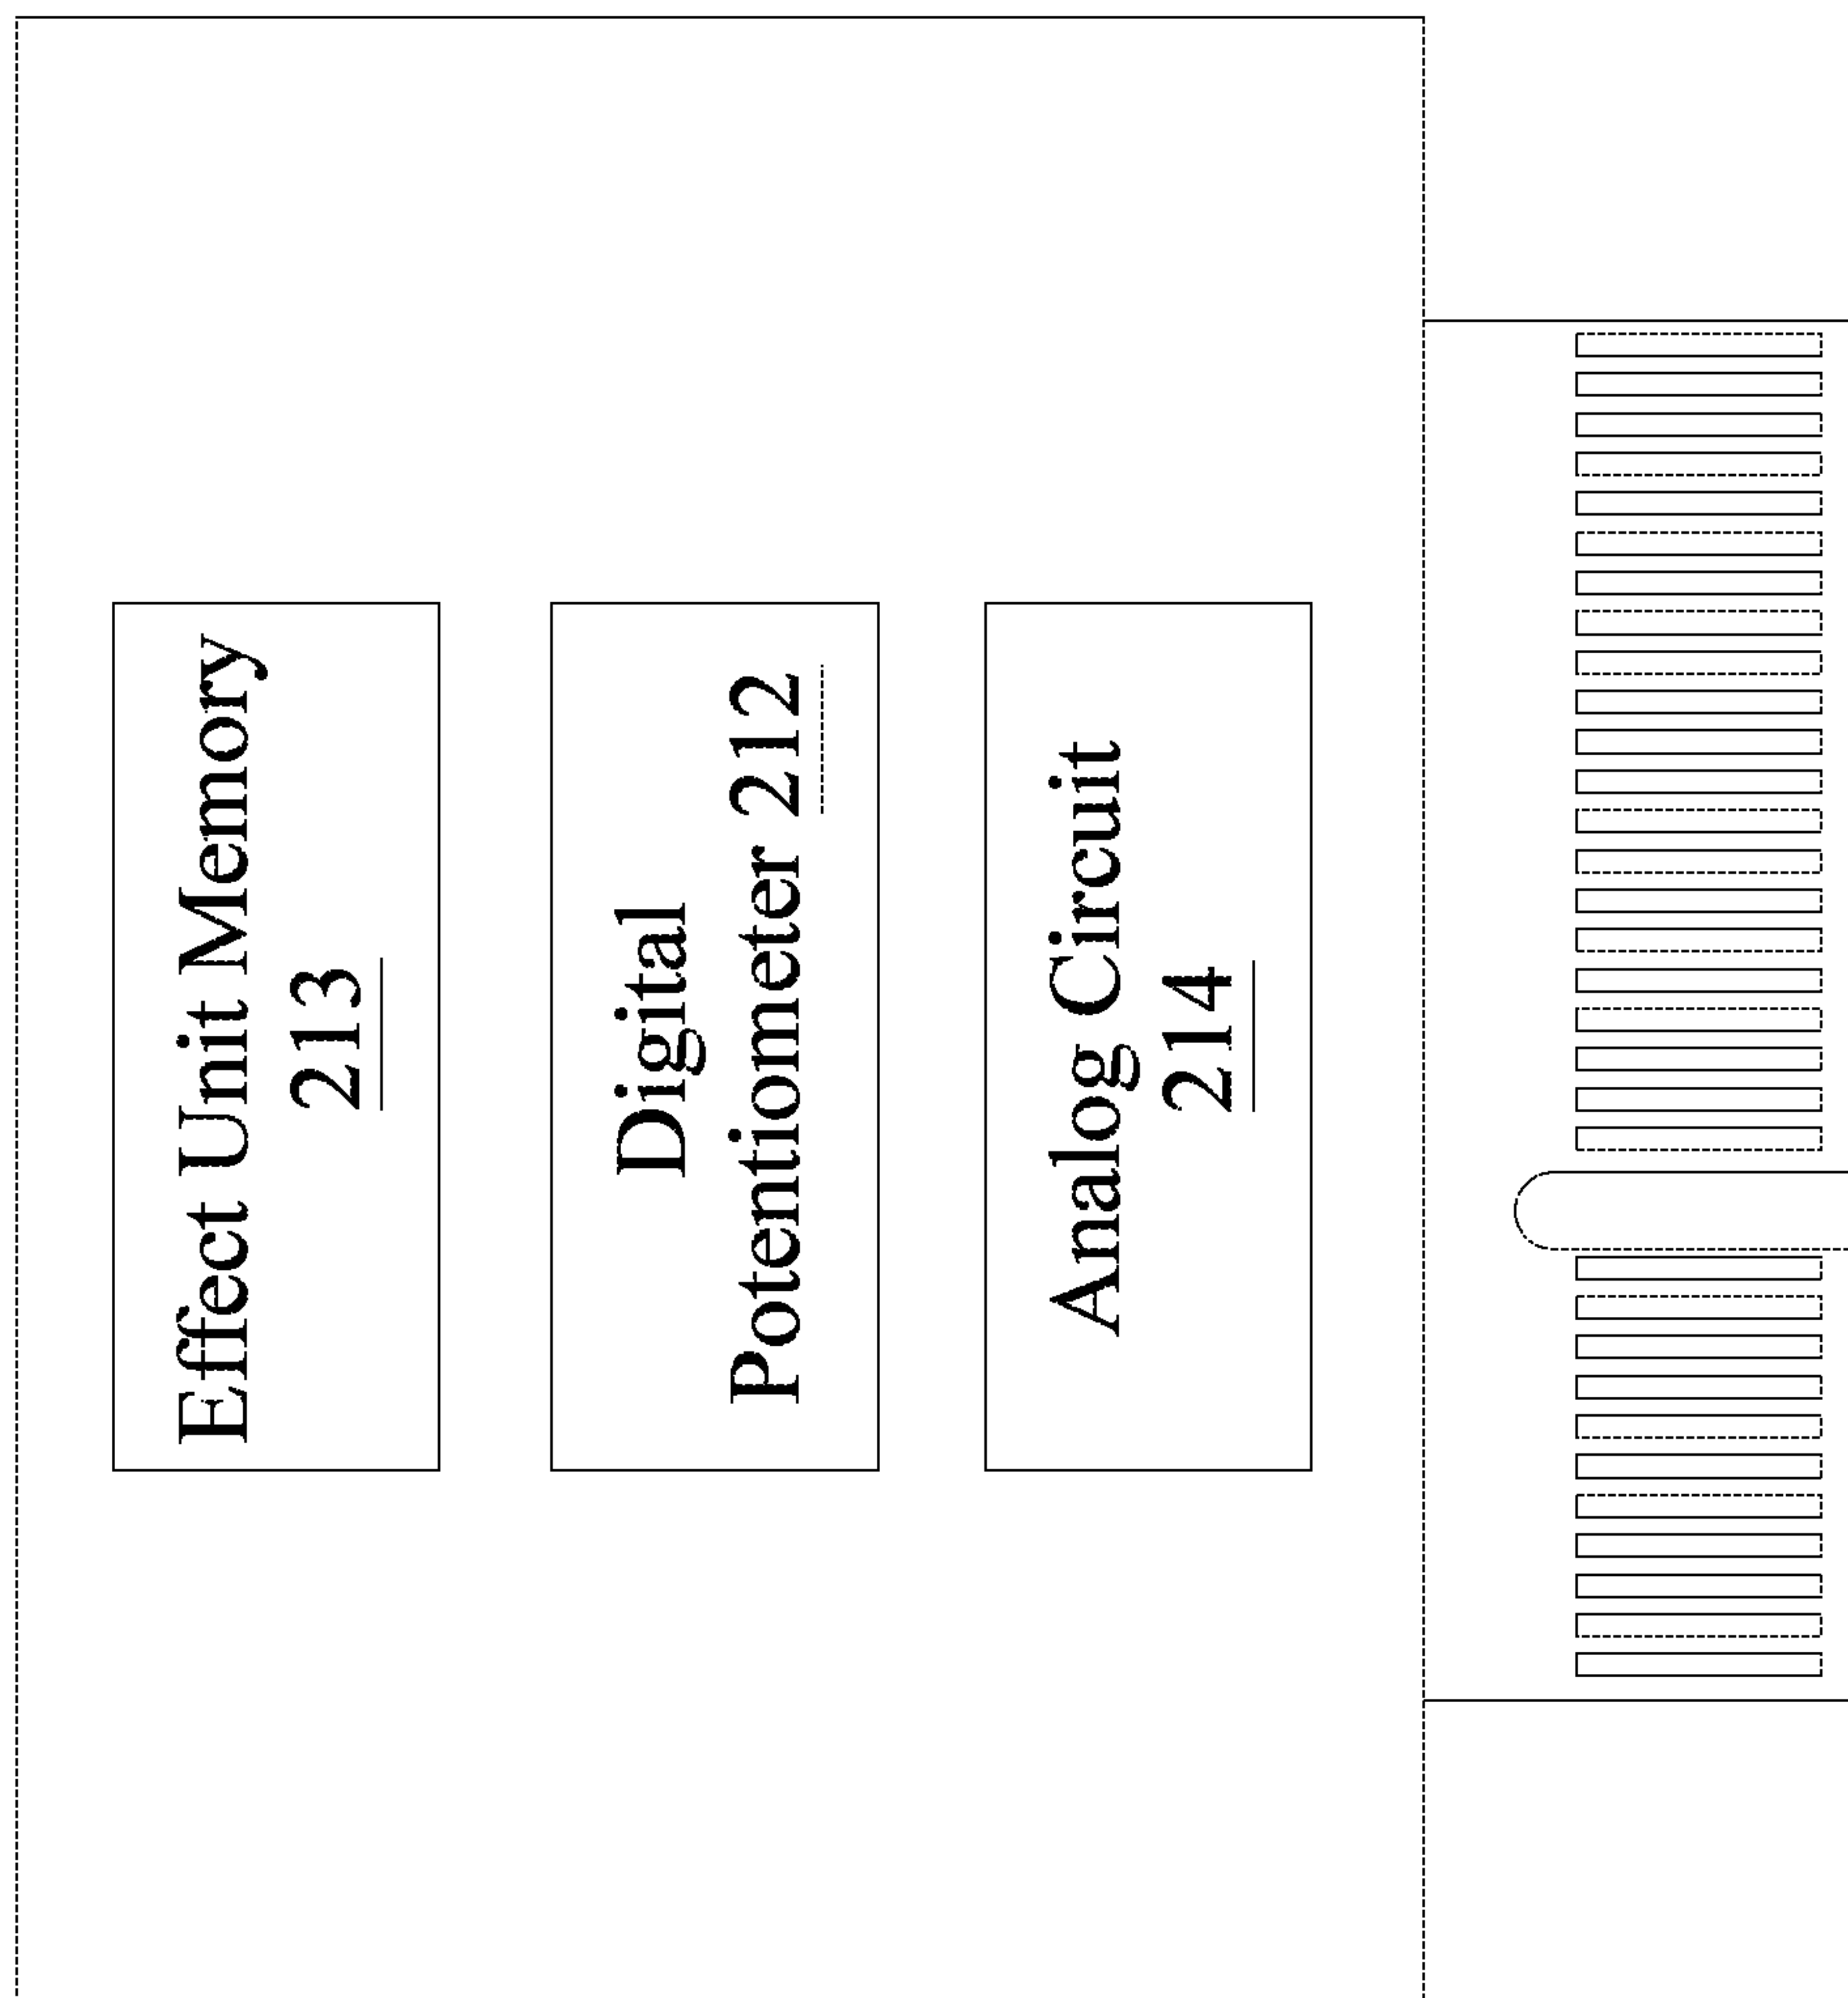 Effect Unit Memory
213
Digital
Potentiometer 212
Analog Circuit
214